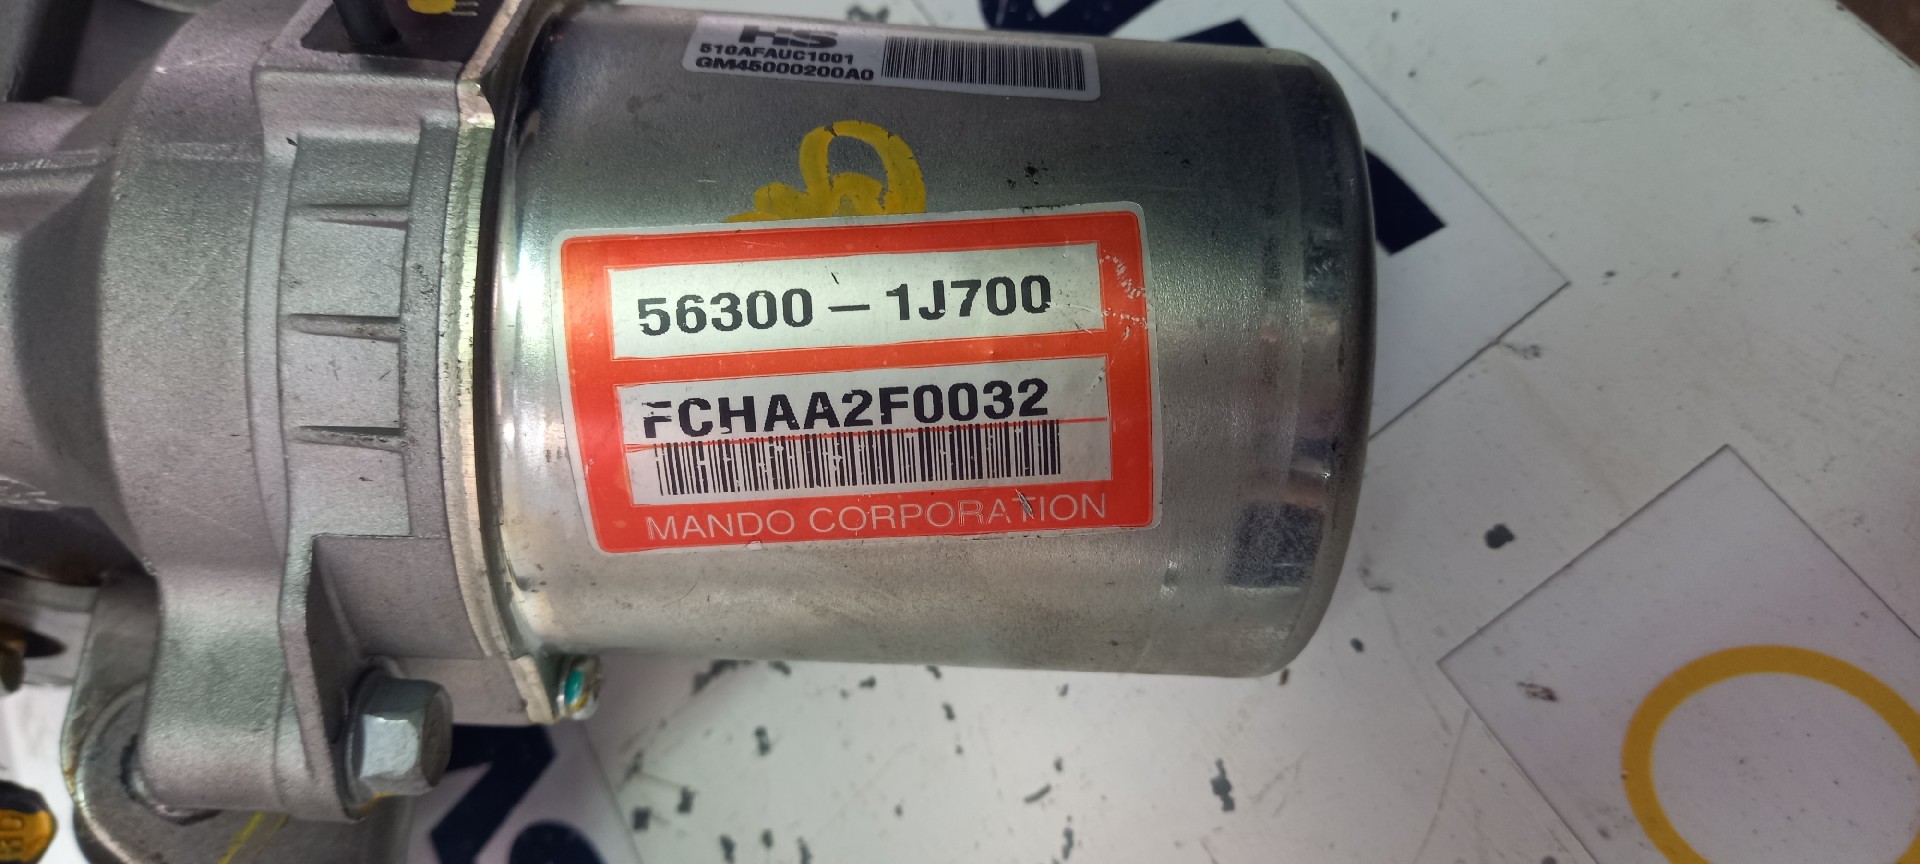 HS
510AFAUC1001
GM45000200A0
56300 – 1J700
FCHAA2F0032
MANDO CORPORATION